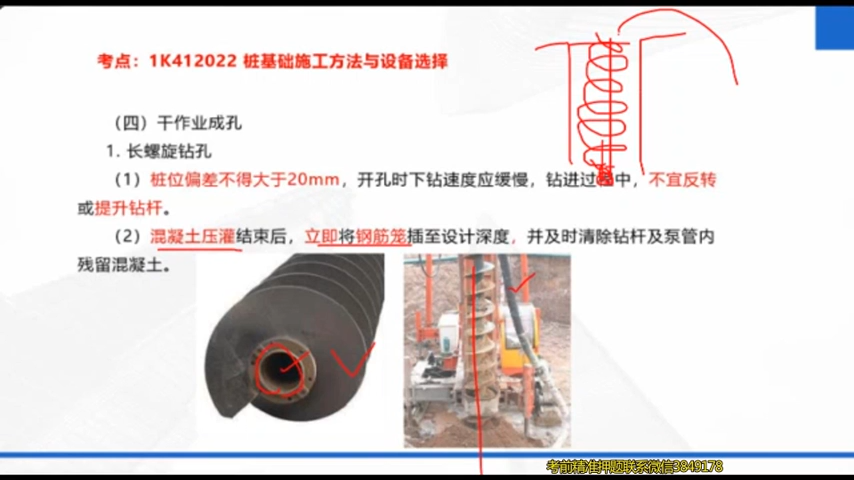 考点：1K412022 桩基础施工方法与设备选择
（四）干作业成孔
1. 长螺旋钻孔
（1）桩位偏差不得大于20mm，开孔时下钻速度应缓慢，钻进过程中，不宜反转
或提升钻杆。
（2）混凝土压灌结束后，立即将钢筋笼插至设计深度，并及时清除钻杆及泵管内
残留混凝土。
考前精准押题联系微信3849178